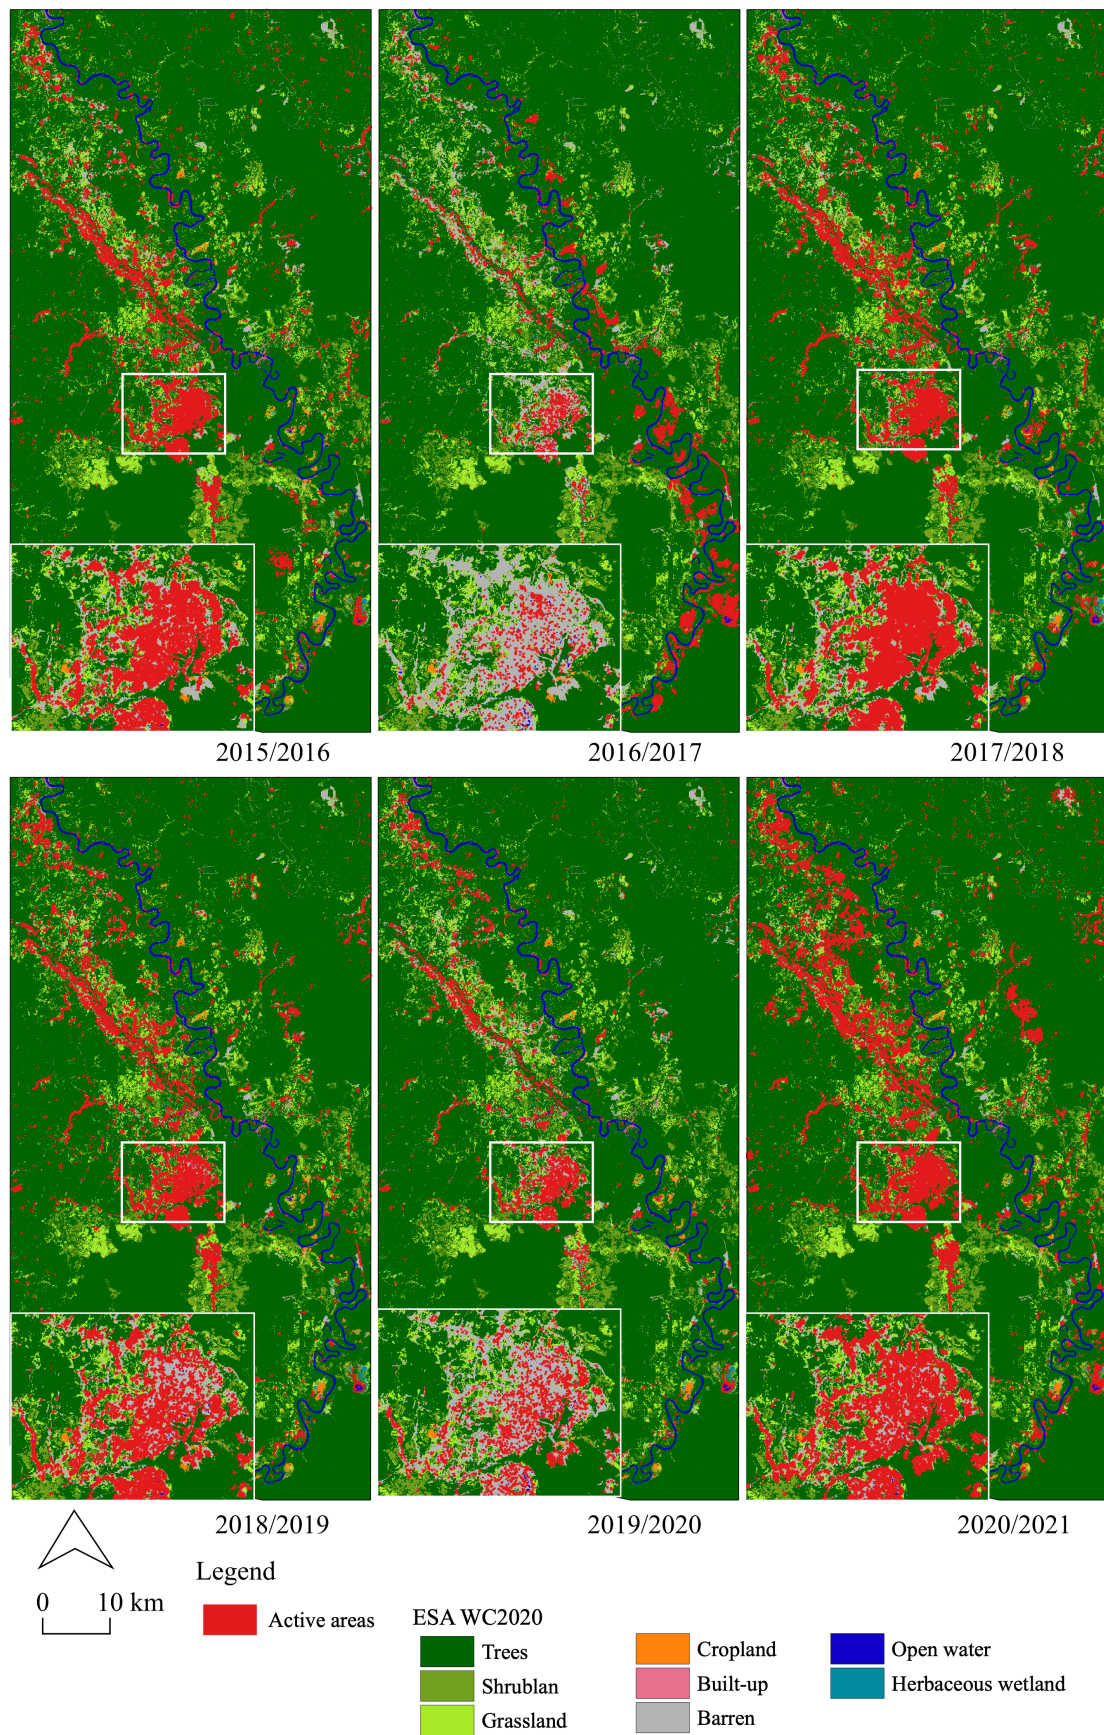 2015/2016 2016/2017 2017/2018
2018/2019 2019/2020 2020/2021
0 10 km
Legend
Active areas
ESA WC2020
Trees
Shrublan
Grassland
Cropland
Built-up
Barren
Open water
Herbaceous wetland